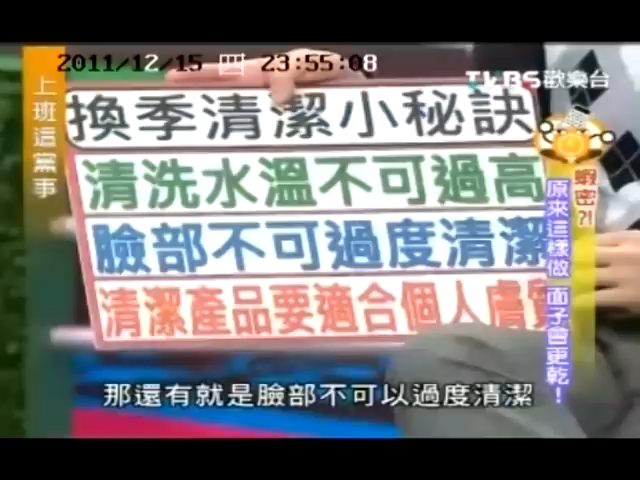 2011/12/15 四 23:55:08
TVBS歡樂台
上班這黨事
換季清潔小秘訣
清洗水溫不可過高
臉部不可過度清潔
清潔產品要適合個人膚質
蝦密?!
原來這樣做 面子會更乾！
那還有就是臉部不可以過度清潔